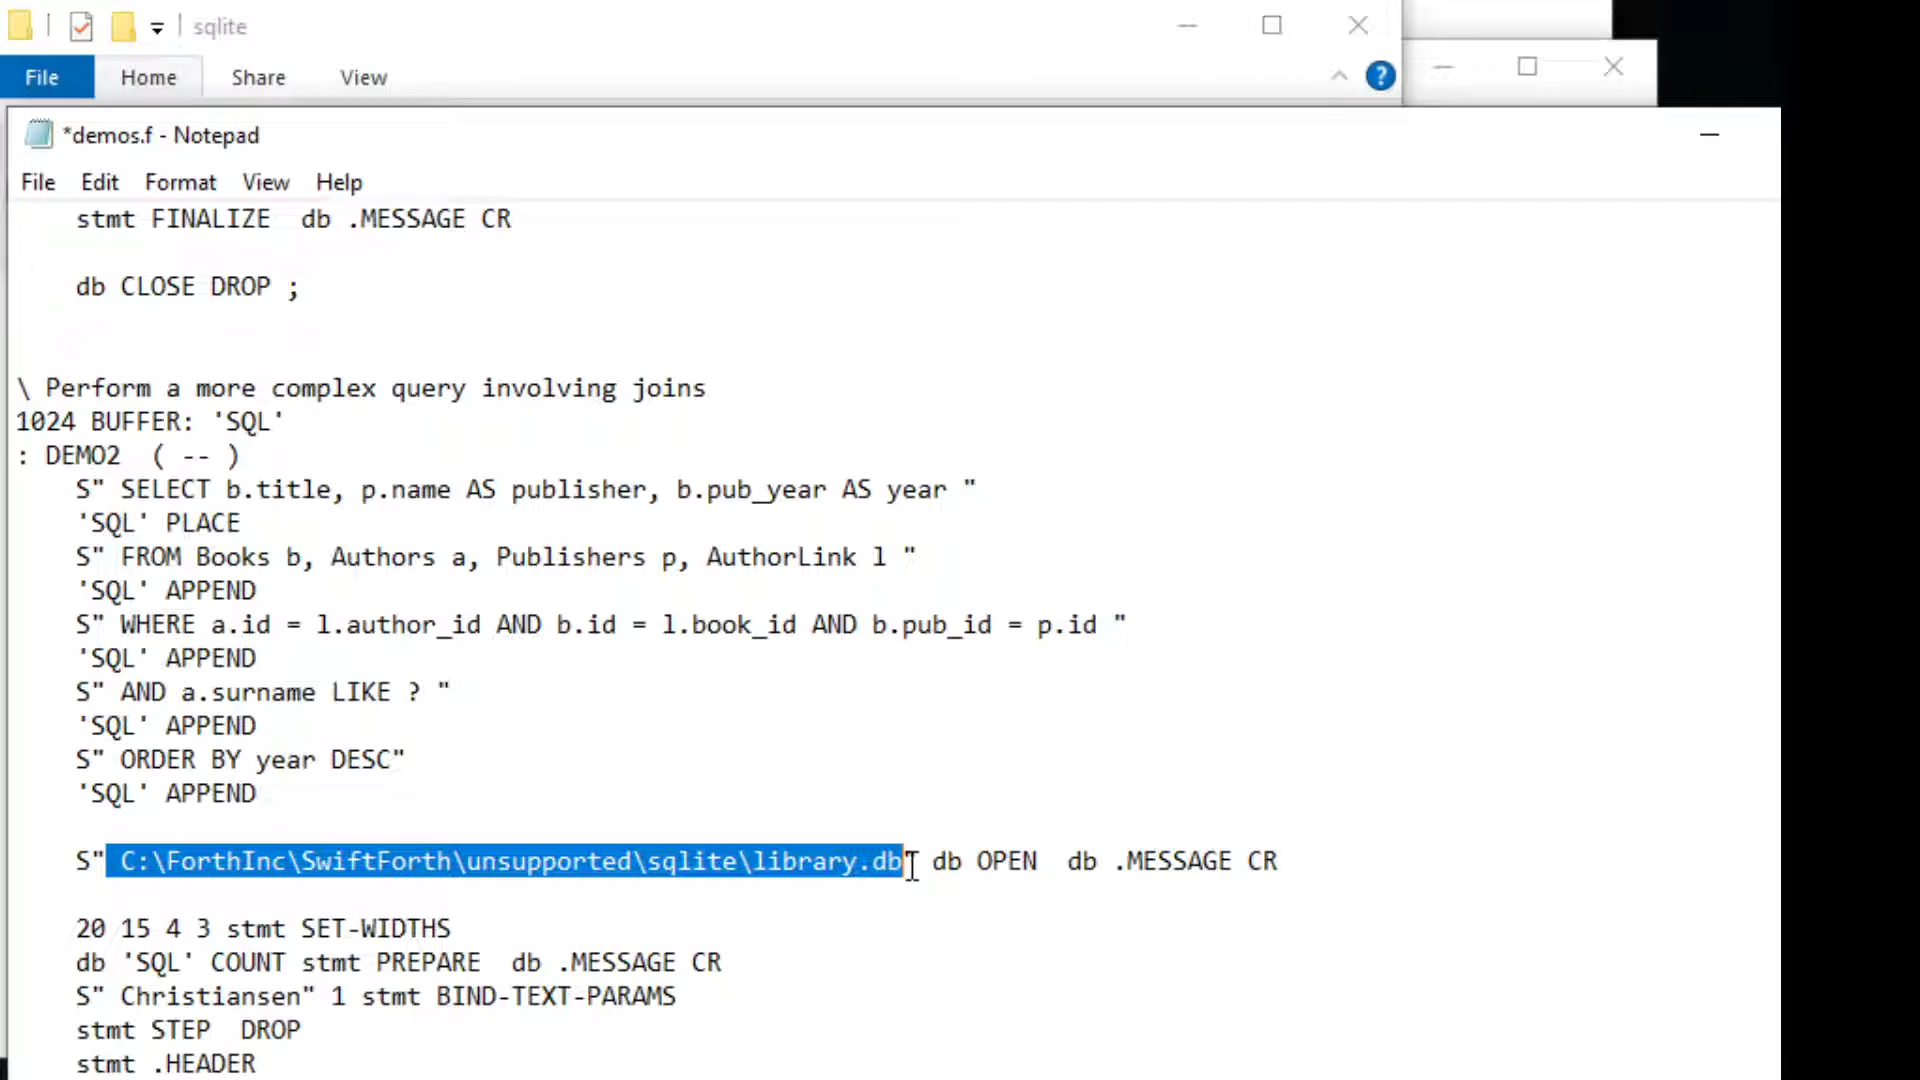 sqlite
File Home Share View
*demos.f - Notepad
File Edit Format View Help
stmt FINALIZE  db .MESSAGE CR
db CLOSE DROP ;
\ Perform a more complex query involving joins
1024 BUFFER: 'SQL'
: DEMO2  ( -- )
S" SELECT b.title, p.name AS publisher, b.pub_year AS year "
'SQL' PLACE
S" FROM Books b, Authors a, Publishers p, AuthorLink l "
'SQL' APPEND
S" WHERE a.id = l.author_id AND b.id = l.book_id AND b.pub_id = p.id "
'SQL' APPEND
S" AND a.surname LIKE ? "
'SQL' APPEND
S" ORDER BY year DESC"
'SQL' APPEND
S" C:\ForthInc\SwiftForth\unsupported\sqlite\library.db" db OPEN  db .MESSAGE CR
20 15 4 3 stmt SET-WIDTHS
db 'SQL' COUNT stmt PREPARE  db .MESSAGE CR
S" Christiansen" 1 stmt BIND-TEXT-PARAMS
stmt STEP  DROP
stmt .HEADER